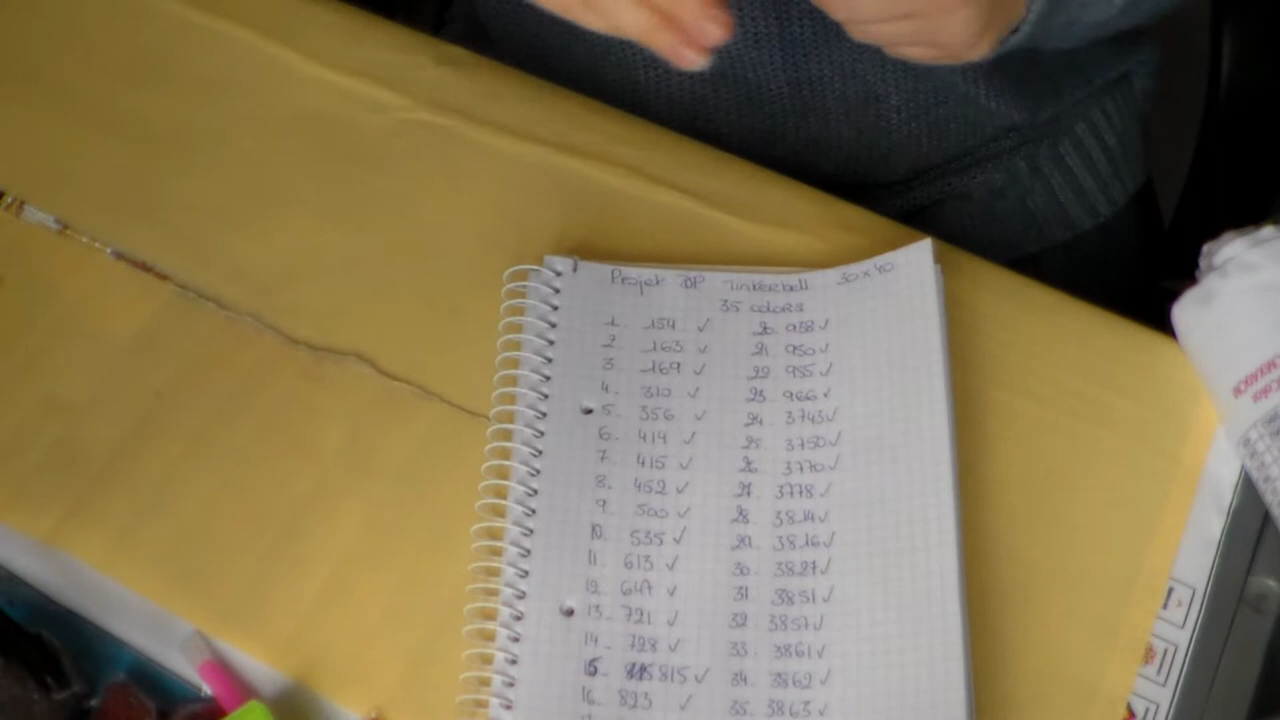 Projet DP Tinkerbell 30x40
35 colors
1. 154 ✓ 20. 938 ✓
2. 163 ✓ 21. 950 ✓
3. 169 ✓ 22. 955 ✓
4. 310 ✓ 23. 966 ✓
5. 356 ✓ 24. 3743 ✓
6. 414 ✓ 25. 3750 ✓
7. 415 ✓ 26. 3770 ✓
8. 452 ✓ 27. 3778 ✓
9. 500 ✓ 28. 3814 ✓
10. 535 ✓ 29. 3816 ✓
11. 613 ✓ 30. 3827 ✓
12. 647 ✓ 31. 3851 ✓
13. 721 ✓ 32. 3857 ✓
14. 728 ✓ 33. 3861 ✓
15. 815 ✓ 34. 3862 ✓
16. 823 ✓ 35. 3863 ✓